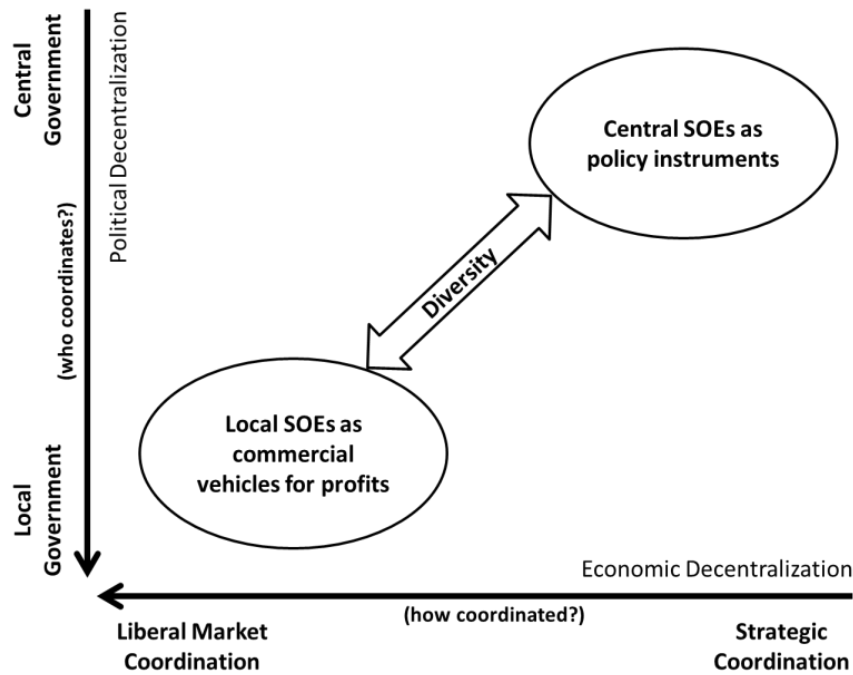 Central
Government
Political Decentralization
(who coordinates?)
Local
Government
Central SOEs as
policy instruments
Diversity
Local SOEs as
commercial
vehicles for profits
Economic Decentralization
(how coordinated?)
Liberal Market
Coordination
Strategic
Coordination